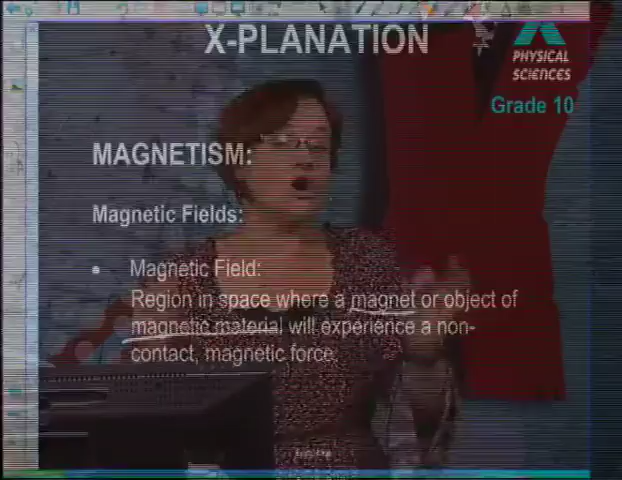 X-PLANATION
PHYSICAL
SCIENCES
Grade 10
MAGNETISM:
Magnetic Fields:
• Magnetic Field:
Region in space where a magnet or object of
magnetic material will experience a non-
contact, magnetic force.